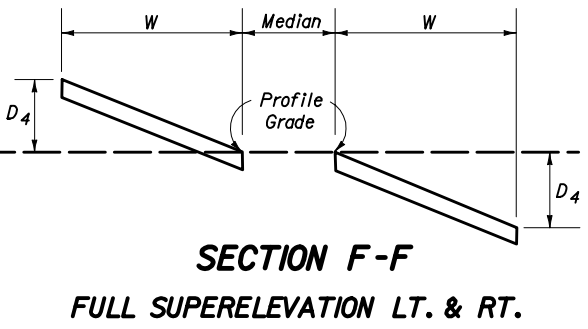 W Median W
Profile
Grade
D4
D4
SECTION F-F
FULL SUPERELEVATION LT. & RT.